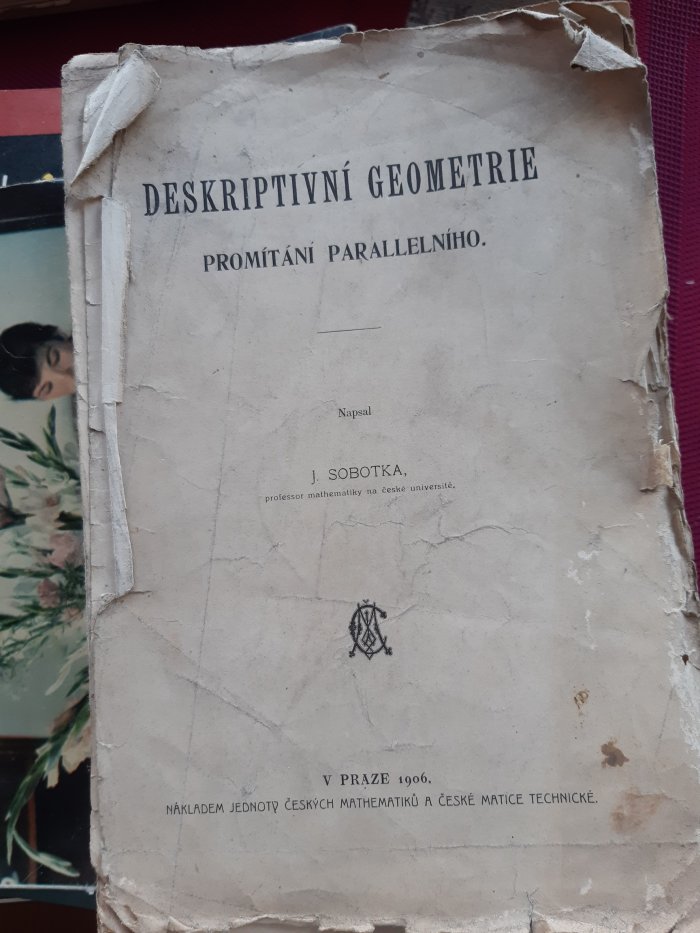 DESKRIPTIVNÍ GEOMETRIE
PROMÍTÁNÍ PARALLELNÍHO.
Napsal
J. SOBOTKA,
professor mathematiky na české universitě.
V PRAZE 1906.
NÁKLADEM JEDNOTY ČESKÝCH MATHEMATIKŮ A ČESKÉ MATICE TECHNICKÉ.